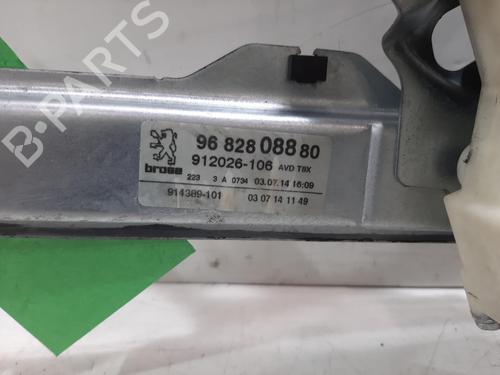 B-PARTS
96 828 088 80
brose
912026-106 AVD T8X
223 3 A 0734 03.07.14 16:09
914389-101 03 07 14 11 49